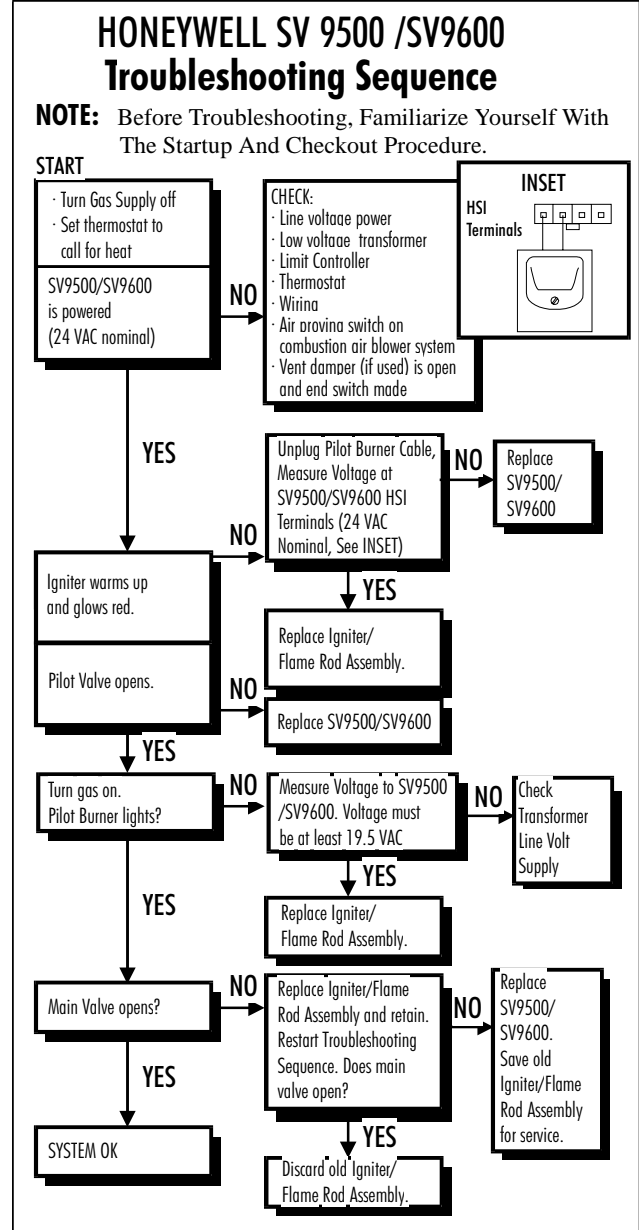 HONEYWELL SV 9500 /SV9600
Troubleshooting Sequence
NOTE: Before Troubleshooting, Familiarize Yourself With
The Startup And Checkout Procedure.
START
· Turn Gas Supply off
· Set thermostat to
call for heat
SV9500/SV9600
is powered
(24 VAC nominal)
NO
CHECK:
· Line voltage power
· Low voltage transformer
· Limit Controller
· Thermostat
· Wiring
· Air proving switch on
combustion air blower system
· Vent damper (if used) is open
and end switch made
INSET
HSI
Terminals
YES
Unplug Pilot Burner Cable,
Measure Voltage at
SV9500/SV9600 HSI
Terminals (24 VAC
Nominal, See INSET)
NO
Replace
SV9500/
SV9600
Igniter warms up
and glows red.
NO
YES
Replace Igniter/
Flame Rod Assembly.
Pilot Valve opens.
NO
Replace SV9500/SV9600
YES
Turn gas on.
Pilot Burner lights?
NO
Measure Voltage to SV9500
/SV9600. Voltage must
be at least 19.5 VAC
NO
Check
Transformer
Line Volt
Supply
YES
YES
Replace Igniter/
Flame Rod Assembly.
Main Valve opens?
NO
Replace Igniter/Flame
Rod Assembly and retain.
Restart Troubleshooting
Sequence. Does main
valve open?
NO
Replace
SV9500/
SV9600.
Save old
Igniter/Flame
Rod Assembly
for service.
YES
YES
SYSTEM OK
Discard old Igniter/
Flame Rod Assembly.